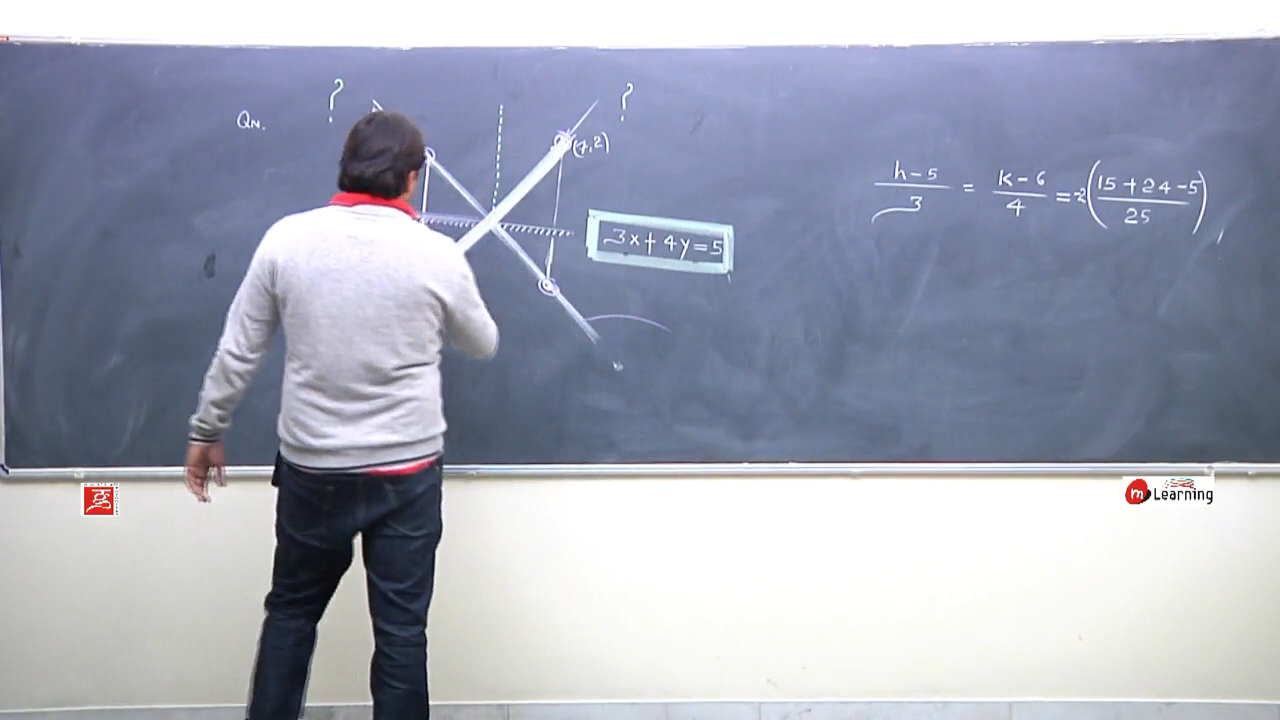 ?
?
Qn.
(7,2)
3x+4y=5
h-5/3 = k-6/4 = -2(15+24-5/25)
ङ
m Learning